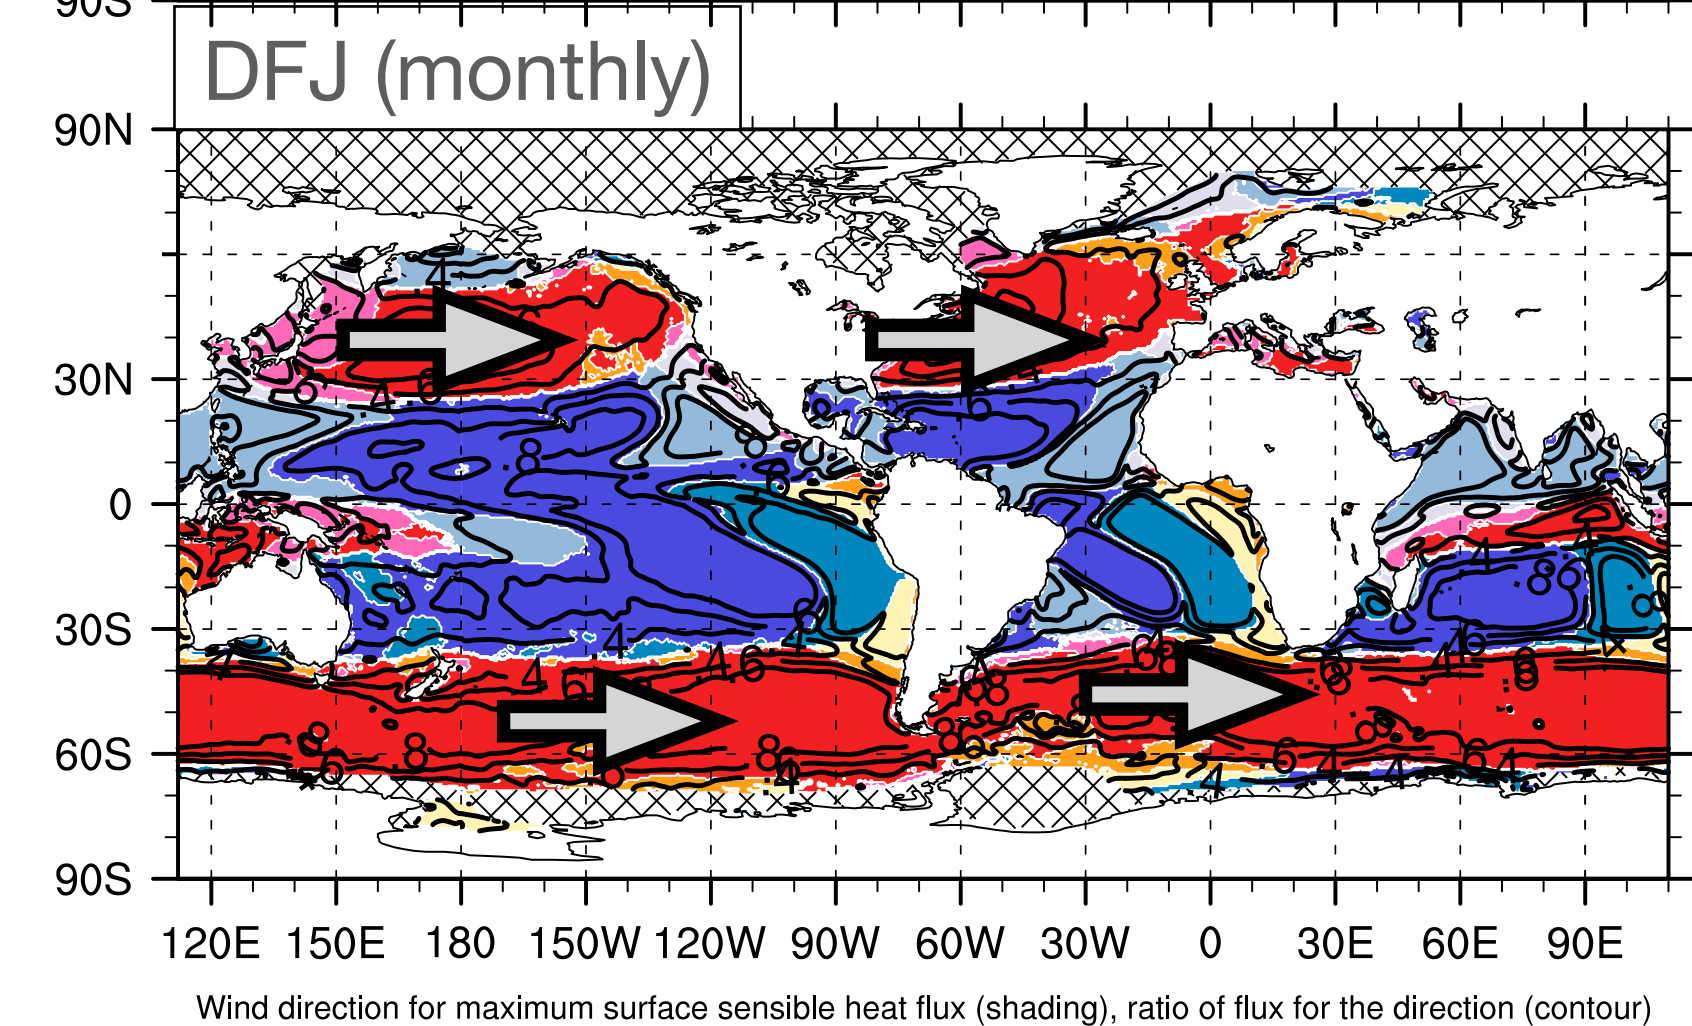 90S
DFJ (monthly)
90N
30N
0
30S
60S
90S
120E 150E 180 150W 120W 90W 60W 30W 0 30E 60E 90E
Wind direction for maximum surface sensible heat flux (shading), ratio of flux for the direction (contour)